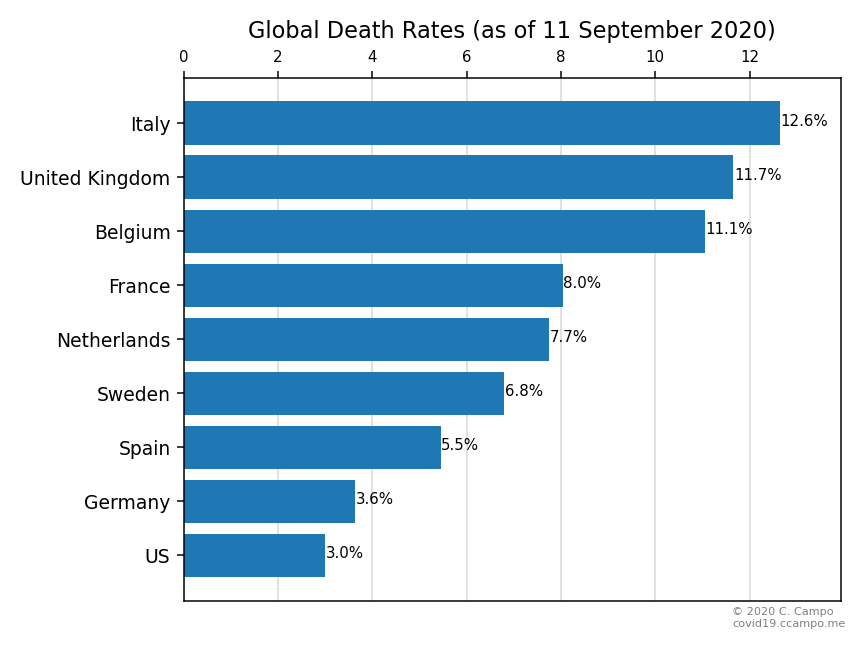 Global Death Rates (as of 11 September 2020)
0 2 4 6 8 10 12
Italy 12.6%
United Kingdom 11.7%
Belgium 11.1%
France 8.0%
Netherlands 7.7%
Sweden 6.8%
Spain 5.5%
Germany 3.6%
US 3.0%
© 2020 C. Campo
covid19.ccampo.me